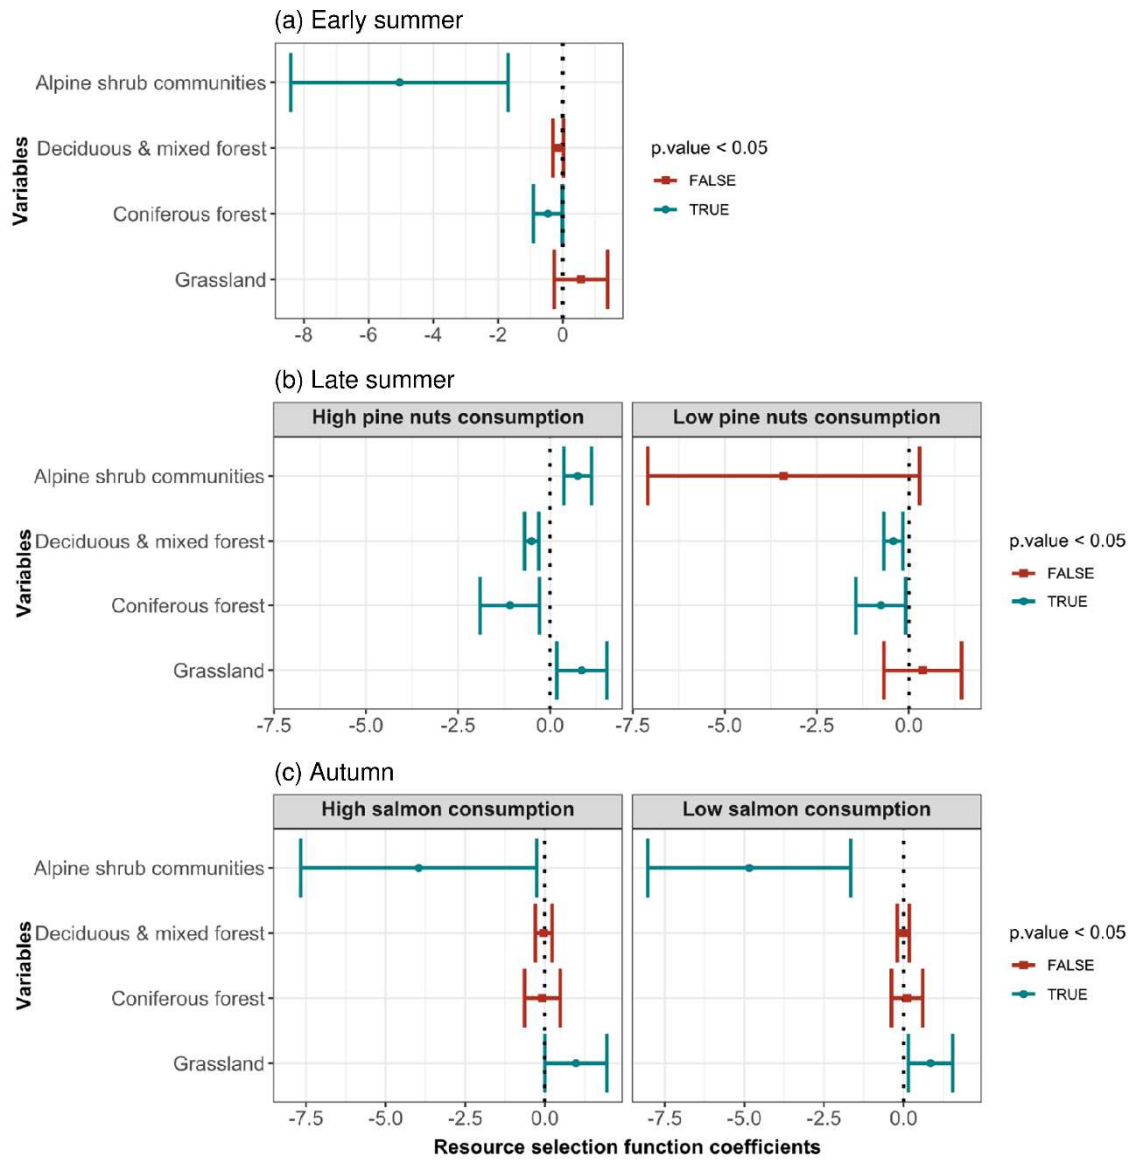 (a) Early summer
Variables
Alpine shrub communities
Deciduous & mixed forest
Coniferous forest
Grassland
-8 -6 -4 -2 0
p.value < 0.05
FALSE
TRUE
(b) Late summer
High pine nuts consumption Low pine nuts consumption
Variables
Alpine shrub communities
Deciduous & mixed forest
Coniferous forest
Grassland
-7.5 -5.0 -2.5 0.0 -7.5 -5.0 -2.5 0.0
p.value < 0.05
FALSE
TRUE
(c) Autumn
High salmon consumption Low salmon consumption
Variables
Alpine shrub communities
Deciduous & mixed forest
Coniferous forest
Grassland
-7.5 -5.0 -2.5 0.0 -7.5 -5.0 -2.5 0.0
p.value < 0.05
FALSE
TRUE
Resource selection function coefficients